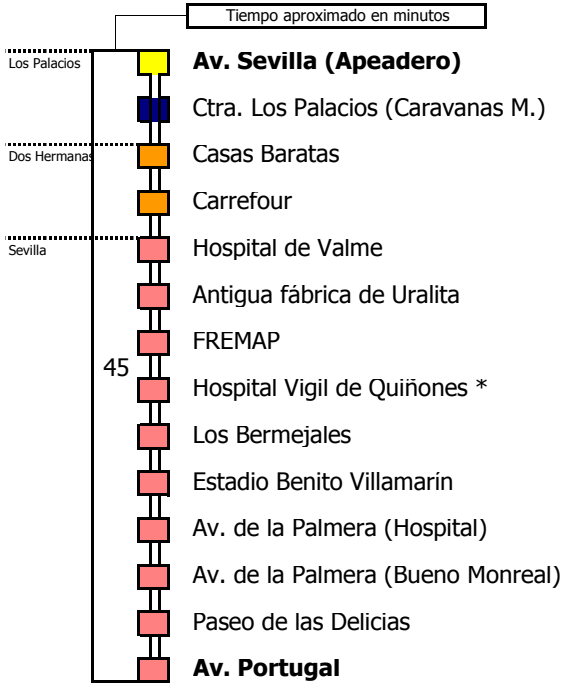 Tiempo aproximado en minutos
Los Palacios
Av. Sevilla (Apeadero)
Ctra. Los Palacios (Caravanas M.)
Dos Hermanas
Casas Baratas
Carrefour
Sevilla
Hospital de Valme
Antigua fábrica de Uralita
FREMAP
45
Hospital Vigil de Quiñones *
Los Bermejales
Estadio Benito Villamarín
Av. de la Palmera (Hospital)
Av. de la Palmera (Bueno Monreal)
Paseo de las Delicias
Av. Portugal